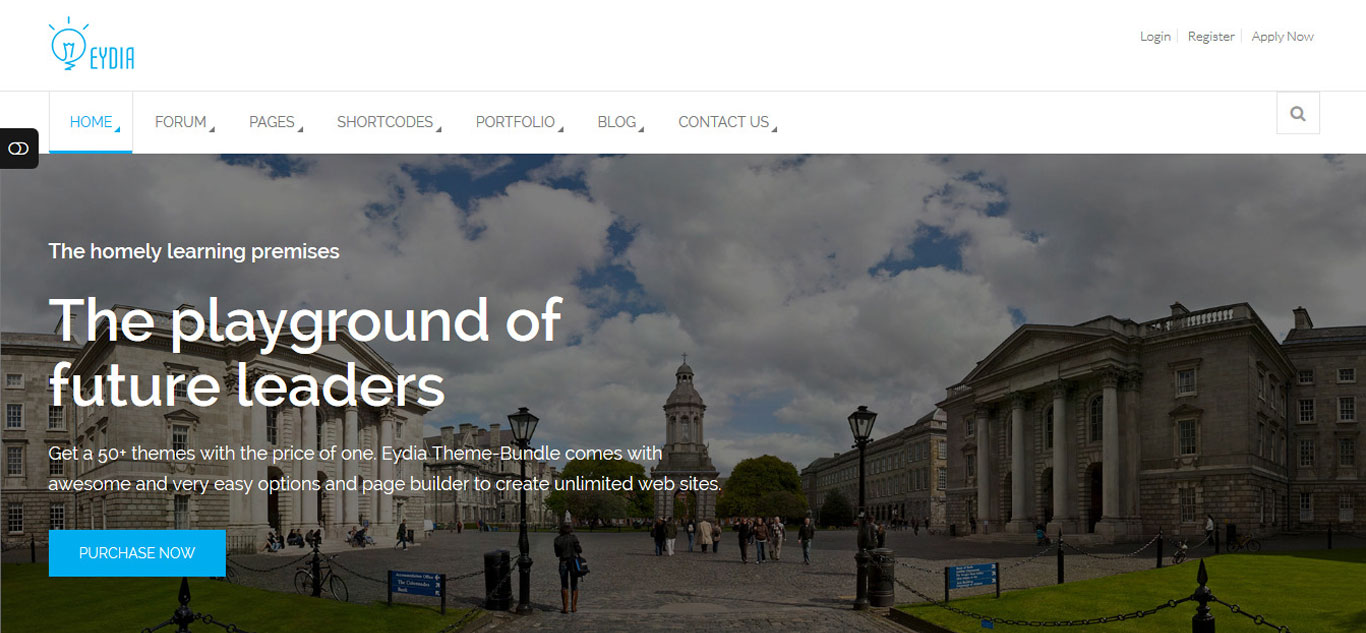 EYDIA
Login
Register
Apply Now
HOME
FORUM
PAGES
SHORTCODES
PORTFOLIO
BLOG
CONTACT US
The homely learning premises
The playground of
future leaders
Get a 50+ themes with the price of one. Eydia Theme-Bundle comes with
awesome and very easy options and page builder to create unlimited web sites.
PURCHASE NOW